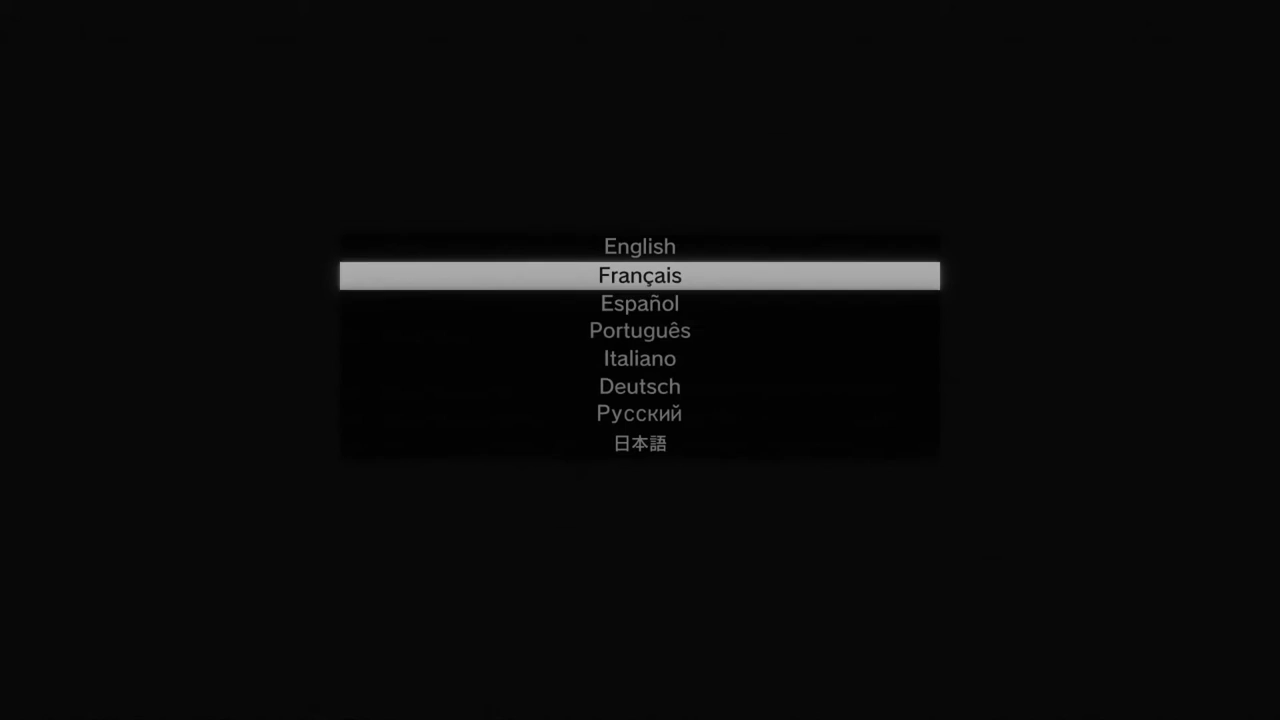 English
Français
Español
Português
Italiano
Deutsch
Русский
日本語